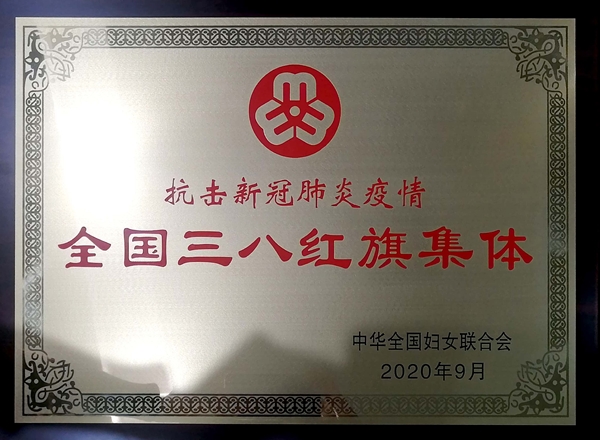 抗击新冠肺炎疫情
全国三八红旗集体
中华全国妇女联合会
2020年9月